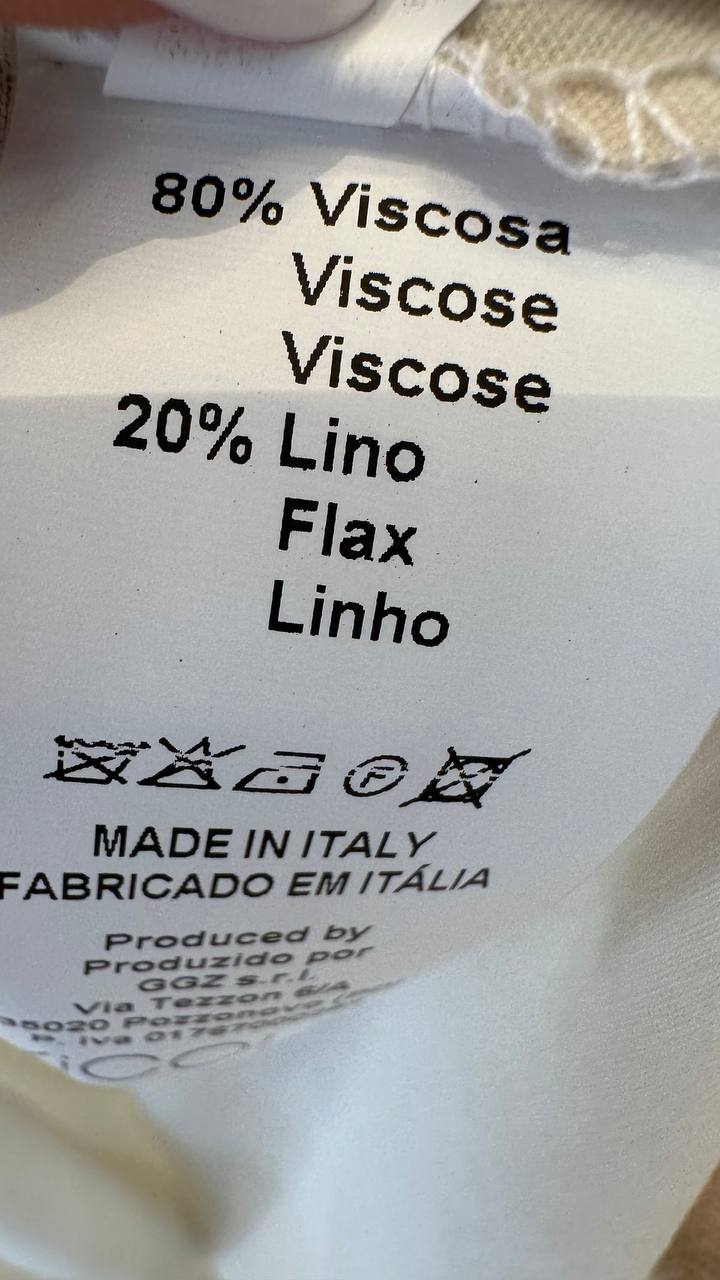 80% Viscosa
Viscose
Viscose
20% Lino
Flax
Linho
F
MADE IN ITALY
FABRICADO EM ITÁLIA
Produced by
Produzido por
GGZ s.r.l.
Via Tezzon 6/A
35020 Pozzonovo
P. Iva